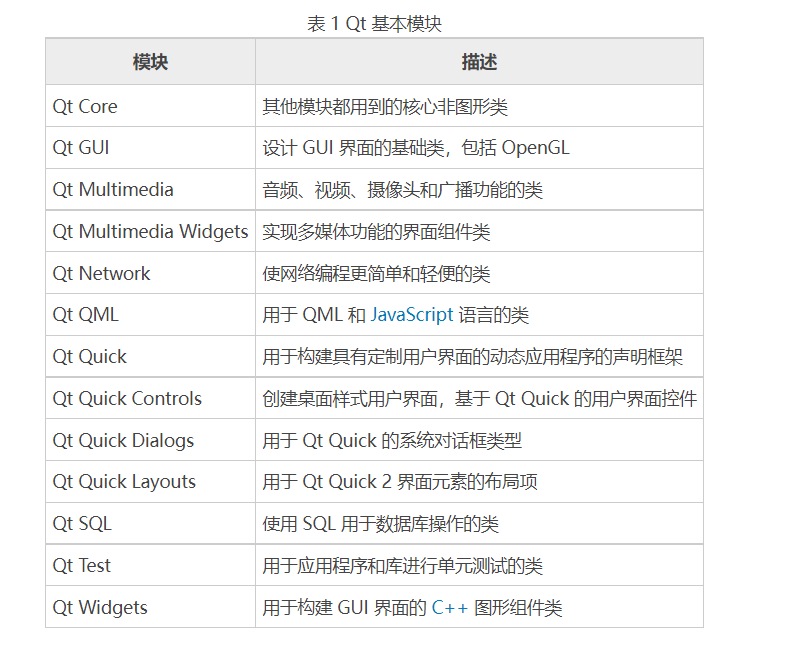 表 1 Qt 基本模块
模块 描述
Qt Core 其他模块都用到的核心非图形类
Qt GUI 设计 GUI 界面的基础类，包括 OpenGL
Qt Multimedia 音频、视频、摄像头和广播功能的类
Qt Multimedia Widgets 实现多媒体功能的界面组件类
Qt Network 使网络编程更简单和轻便的类
Qt QML 用于 QML 和 JavaScript 语言的类
Qt Quick 用于构建具有定制用户界面的动态应用程序的声明框架
Qt Quick Controls 创建桌面样式用户界面，基于 Qt Quick 的用户界面控件
Qt Quick Dialogs 用于 Qt Quick 的系统对话框类型
Qt Quick Layouts 用于 Qt Quick 2 界面元素的布局项
Qt SQL 使用 SQL 用于数据库操作的类
Qt Test 用于应用程序和库进行单元测试的类
Qt Widgets 用于构建 GUI 界面的 C++ 图形组件类